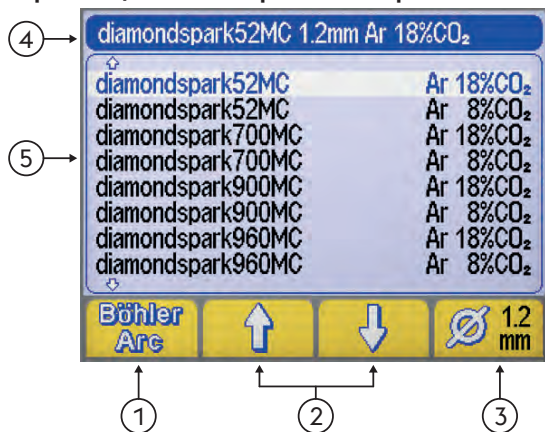 ④ diamondspark52MC 1.2mm Ar 18%CO₂
diamondspark52MC Ar 18%CO₂
diamondspark52MC Ar 8%CO₂
diamondspark700MC Ar 18%CO₂
⑤ diamondspark700MC Ar 8%CO₂
diamondspark900MC Ar 18%CO₂
diamondspark900MC Ar 8%CO₂
diamondspark960MC Ar 18%CO₂
diamondspark960MC Ar 8%CO₂
Böhler Ø 1.2
Arc mm
① ② ③